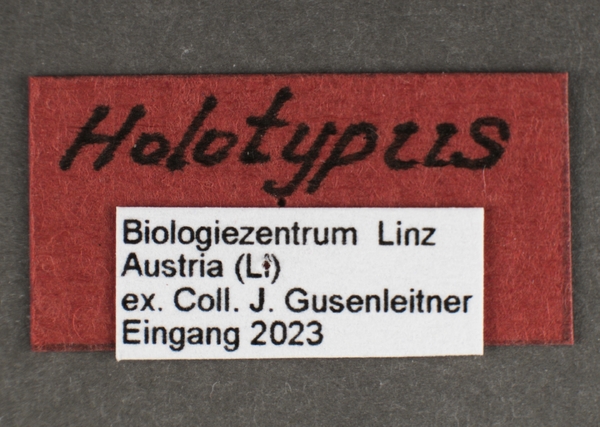 Holotypus
Biologiezentrum Linz
Austria (Li)
ex. Coll. J. Gusenleitner
Eingang 2023